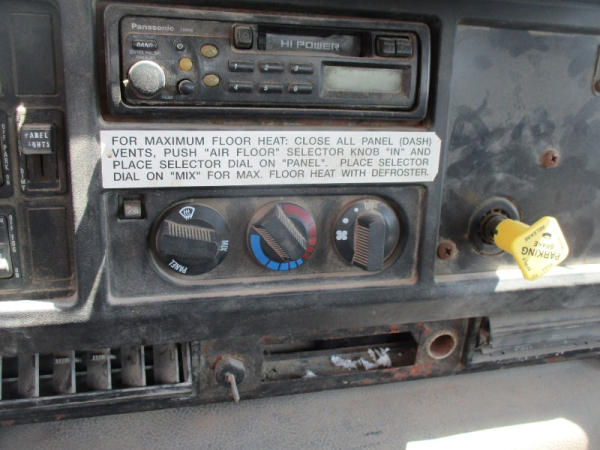 Panasonic
HI POWER
BAND
PANEL
LIGHTS
FOR MAXIMUM FLOOR HEAT: CLOSE ALL PANEL (DASH)
VENTS, PUSH "AIR FLOOR" SELECTOR KNOB "IN" AND
PLACE SELECTOR DIAL ON "PANEL". PLACE SELECTOR
DIAL ON "MIX" FOR MAX. FLOOR HEAT WITH DEFROSTER.
MIX
PANEL
PARKING
BRAKE